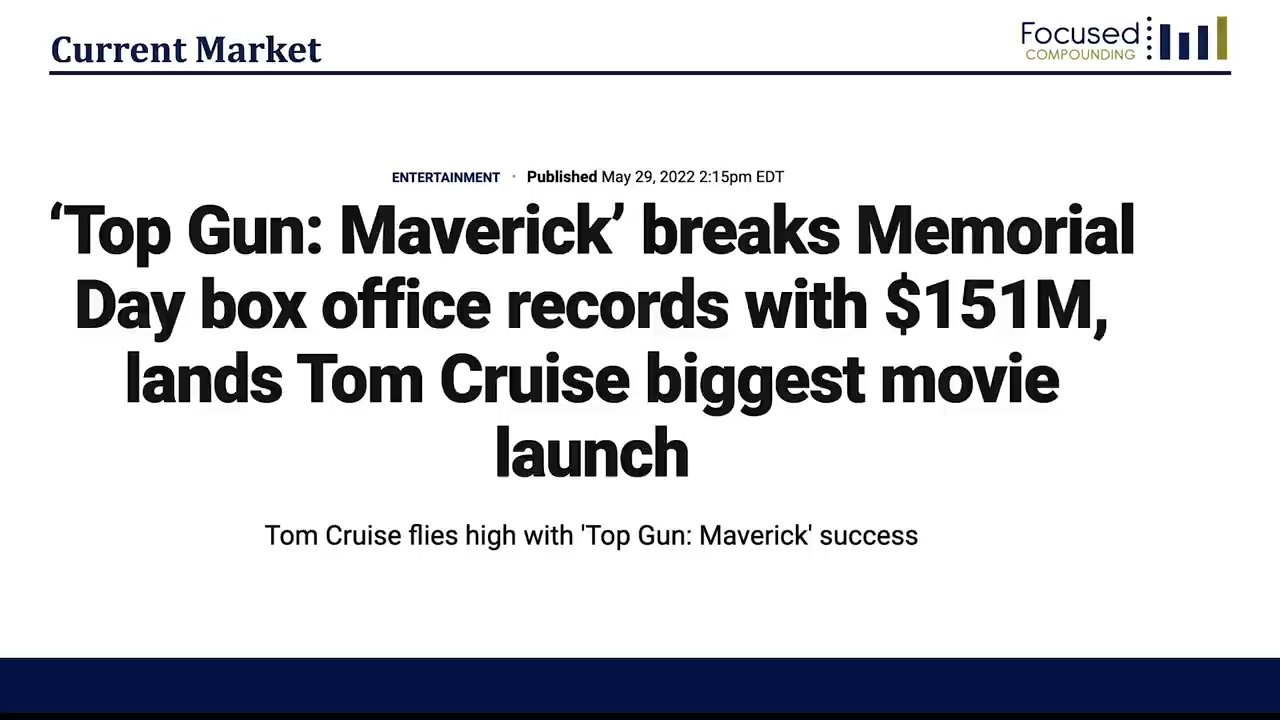 Current Market
Focused
COMPOUNDING
ENTERTAINMENT · Published May 29, 2022 2:15pm EDT
‘Top Gun: Maverick’ breaks Memorial
Day box office records with $151M,
lands Tom Cruise biggest movie
launch
Tom Cruise flies high with 'Top Gun: Maverick' success